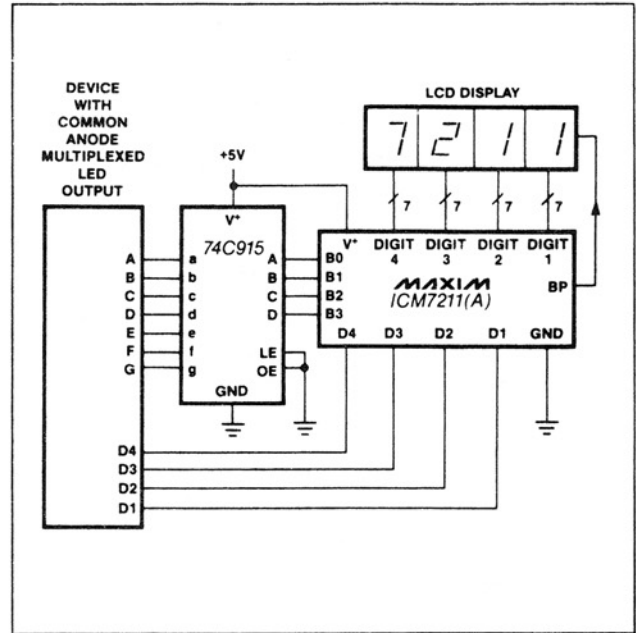 DEVICE
WITH
COMMON
ANODE
MULTIPLEXED
LED
OUTPUT
LCD DISPLAY
7 2 1 1
+5V
7 7 7 7
V+
74C915
V+ DIGIT 4 DIGIT 3 DIGIT 2 DIGIT 1
MAXIM
ICM7211(A)
BP
A a A B0
B b B B1
C c C B2
D d D B3
E e
F f LE
G g OE
GND
D4 D3 D2 D1 GND
D4
D3
D2
D1